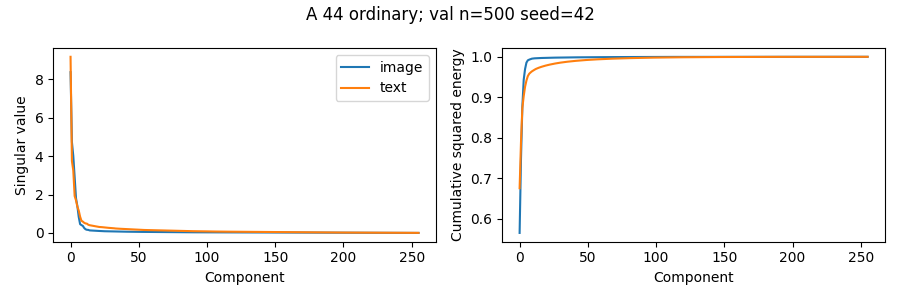 A 44 ordinary; val n=500 seed=42
Singular value
8
6
4
2
0
0 50 100 150 200 250
Component
image
text
Cumulative squared energy
1.0
0.9
0.8
0.7
0.6
0 50 100 150 200 250
Component